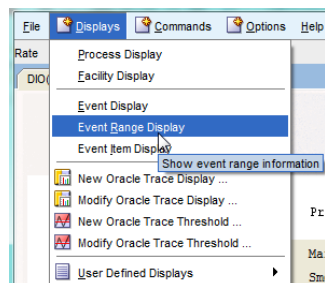 File Displays Commands Options Help
Rate
DIO(
Process Display
Facility Display
Event Display
Event Range Display
Event Item Display
Show event range information
New Oracle Trace Display ...
Modify Oracle Trace Display ...
New Oracle Trace Threshold ...
Modify Oracle Trace Threshold ...
User Defined Displays
Pr
Ma
Sm